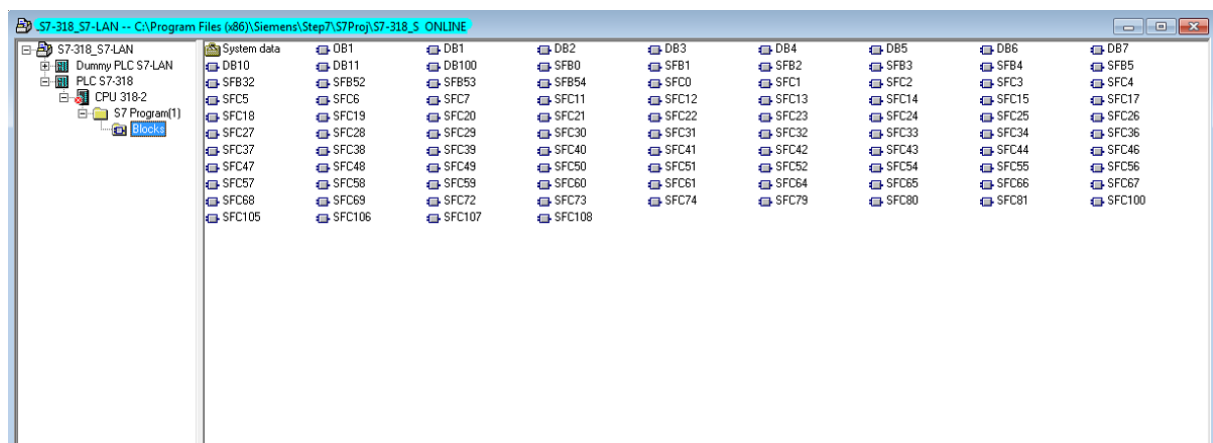 .S7-318_S7-LAN -- C:\Program Files (x86)\Siemens\Step7\S7Proj\S7-318_S ONLINE
S7-318_S7-LAN
Dummy PLC S7-LAN
PLC S7-318
CPU 318-2
S7 Program(1)
Blocks
System data DB1 DB1 DB2 DB3 DB4 DB5 DB6 DB7
DB10 DB11 DB100 SFB0 SFB1 SFB2 SFB3 SFB4 SFB5
SFB32 SFB52 SFB53 SFB54 SFC0 SFC1 SFC2 SFC3 SFC4
SFC5 SFC6 SFC7 SFC11 SFC12 SFC13 SFC14 SFC15 SFC17
SFC18 SFC19 SFC20 SFC21 SFC22 SFC23 SFC24 SFC25 SFC26
SFC27 SFC28 SFC29 SFC30 SFC31 SFC32 SFC33 SFC34 SFC36
SFC37 SFC38 SFC39 SFC40 SFC41 SFC42 SFC43 SFC44 SFC46
SFC47 SFC48 SFC49 SFC50 SFC51 SFC52 SFC54 SFC55 SFC56
SFC57 SFC58 SFC59 SFC60 SFC61 SFC64 SFC65 SFC66 SFC67
SFC68 SFC69 SFC72 SFC73 SFC74 SFC79 SFC80 SFC81 SFC100
SFC105 SFC106 SFC107 SFC108